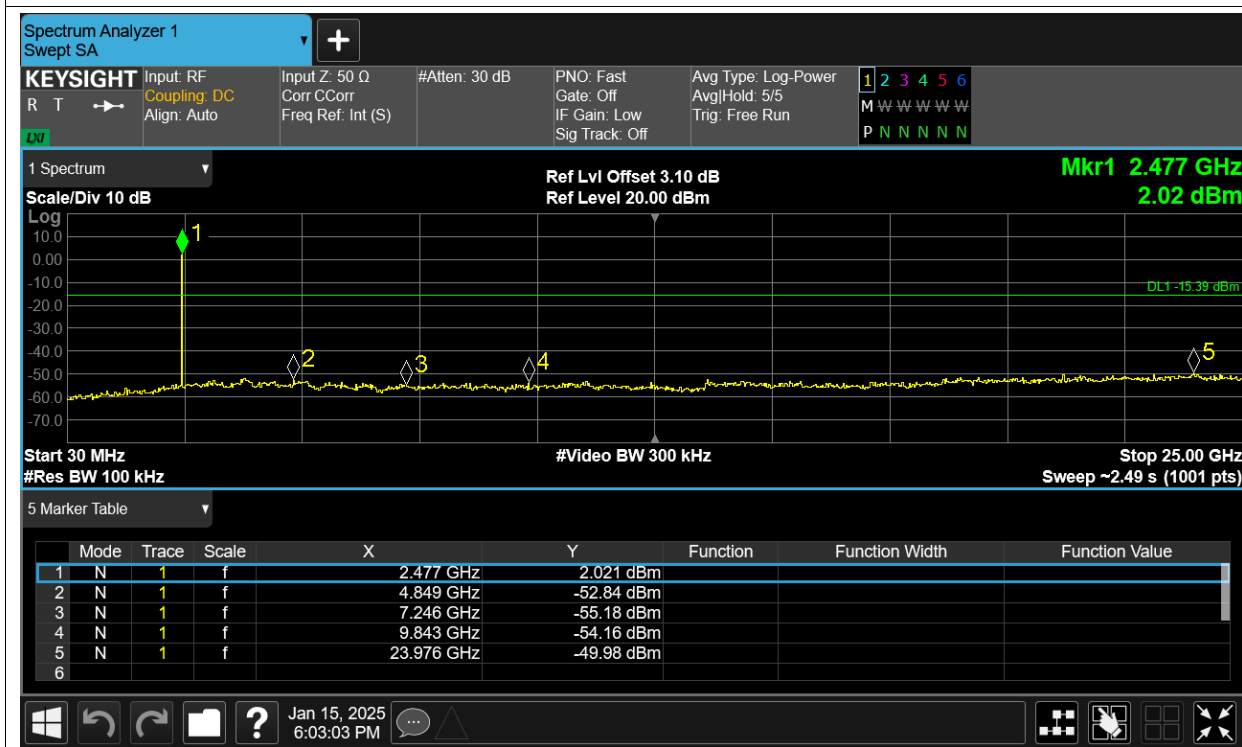 Spectrum Analyzer 1
Swept SA
+
KEYSIGHT
R T
LXI
Input: RF
Coupling: DC
Align: Auto
Input Z: 50 Ω
Corr CCorr
Freq Ref: Int (S)
#Atten: 30 dB
PNO: Fast
Gate: Off
IF Gain: Low
Sig Track: Off
Avg Type: Log-Power
Avg|Hold: 5/5
Trig: Free Run
1 2 3 4 5 6
M W W W W W
P N N N N N
1 Spectrum
Scale/Div 10 dB
Ref Lvl Offset 3.10 dB
Ref Level 20.00 dBm
Mkr1 2.477 GHz
2.02 dBm
Log
10.0
0.00
-10.0
-20.0
-30.0
-40.0
-50.0
-60.0
-70.0
1
2
3
4
5
DL1 -15.39 dBm
Start 30 MHz
#Res BW 100 kHz
#Video BW 300 kHz
Stop 25.00 GHz
Sweep ~2.49 s (1001 pts)
5 Marker Table
Mode Trace Scale X Y Function Function Width Function Value
1 N 1 f 2.477 GHz 2.021 dBm
2 N 1 f 4.849 GHz -52.84 dBm
3 N 1 f 7.246 GHz -55.18 dBm
4 N 1 f 9.843 GHz -54.16 dBm
5 N 1 f 23.976 GHz -49.98 dBm
6
?
Jan 15, 2025
6:03:03 PM